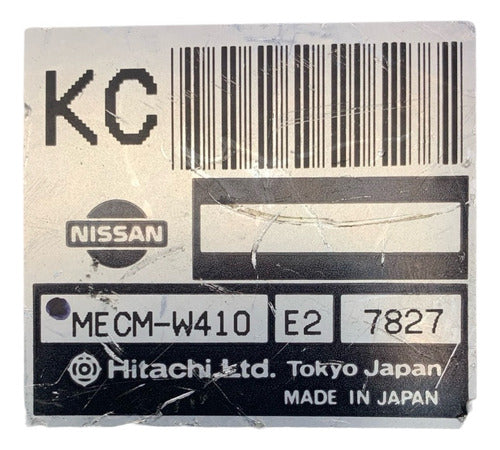 KC
NISSAN
MECM-W410 E2 7827
Hitachi, Ltd. Tokyo Japan
MADE IN JAPAN